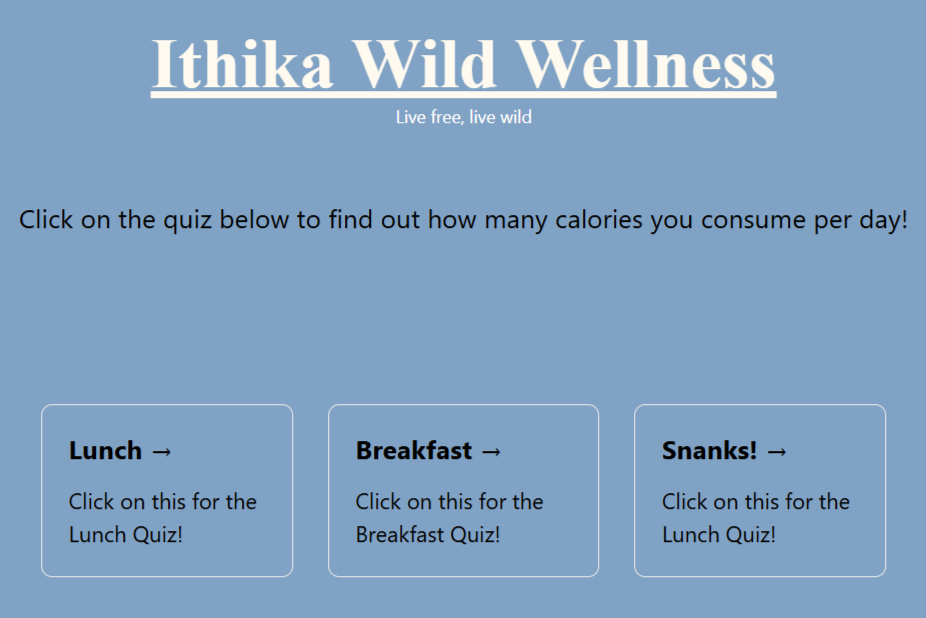 Ithika Wild Wellness
Live free, live wild
Click on the quiz below to find out how many calories you consume per day!
Lunch →
Click on this for the
Lunch Quiz!
Breakfast →
Click on this for the
Breakfast Quiz!
Snanks! →
Click on this for the
Lunch Quiz!